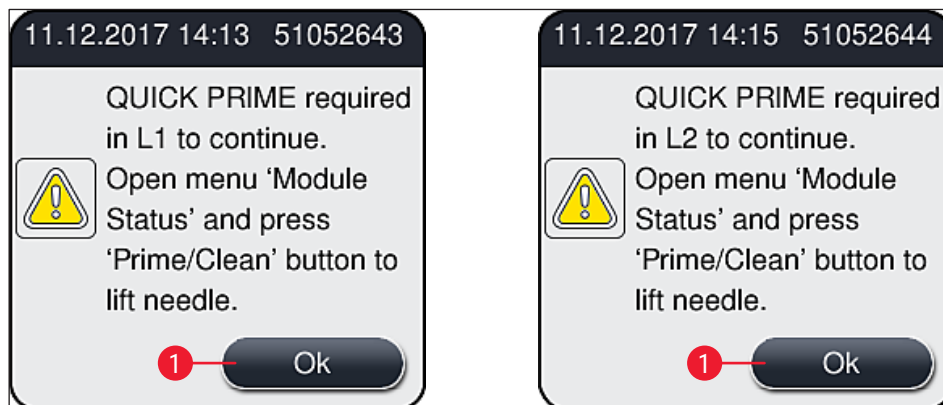 11.12.2017 14:13 51052643
QUICK PRIME required
in L1 to continue.
Open menu ‘Module
Status’ and press
‘Prime/Clean’ button to
lift needle.
1
Ok
11.12.2017 14:15 51052644
QUICK PRIME required
in L2 to continue.
Open menu ‘Module
Status’ and press
‘Prime/Clean’ button to
lift needle.
1
Ok